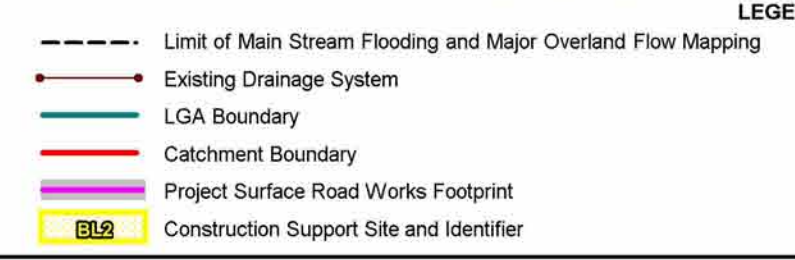 LEGE
Limit of Main Stream Flooding and Major Overland Flow Mapping
Existing Drainage System
LGA Boundary
Catchment Boundary
Project Surface Road Works Footprint
BL2 Construction Support Site and Identifier